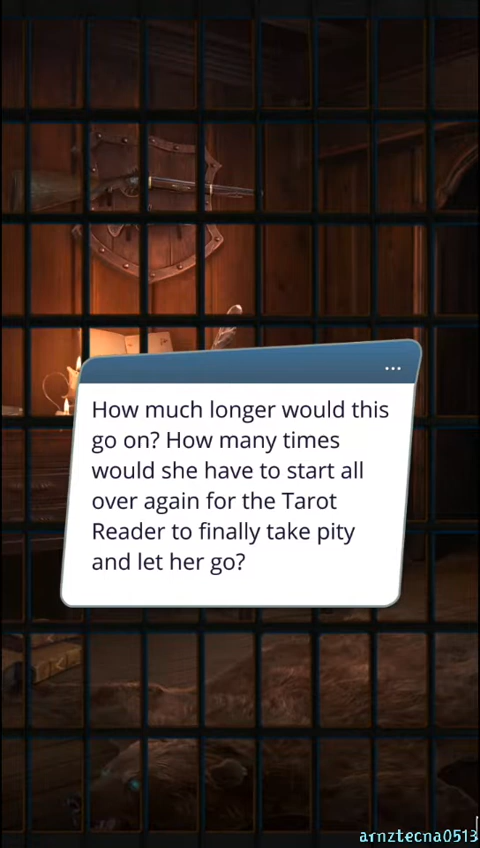 ...
How much longer would this
go on? How many times
would she have to start all
over again for the Tarot
Reader to finally take pity
and let her go?
arnztecna0513